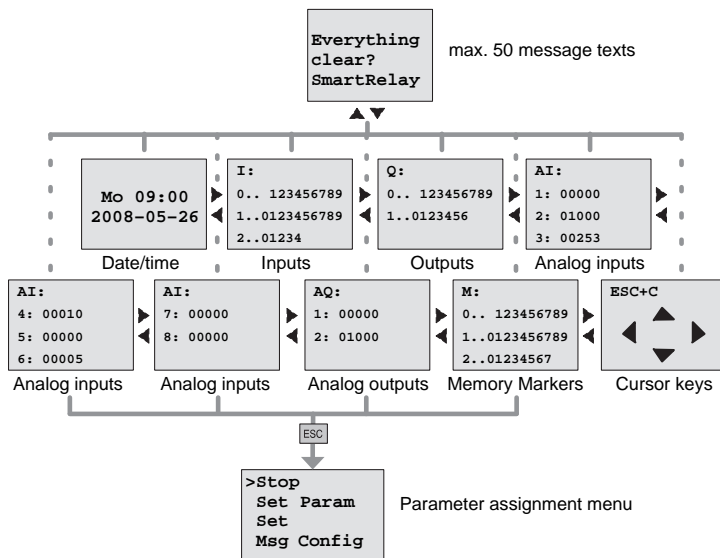 Everything
clear?
SmartRelay
max. 50 message texts
Mo 09:00
2008-05-26
Date/time
I:
0.. 123456789
1..0123456789
2..01234
Inputs
Q:
0.. 123456789
1..0123456
Outputs
AI:
1: 00000
2: 01000
3: 00253
Analog inputs
AI:
4: 00010
5: 00000
6: 00005
Analog inputs
AI:
7: 00000
8: 00000
Analog inputs
AQ:
1: 00000
2: 01000
Analog outputs
M:
0.. 123456789
1..0123456789
2..01234567
Memory Markers
ESC+C
Cursor keys
ESC
>Stop
Set Param
Set
Msg Config
Parameter assignment menu